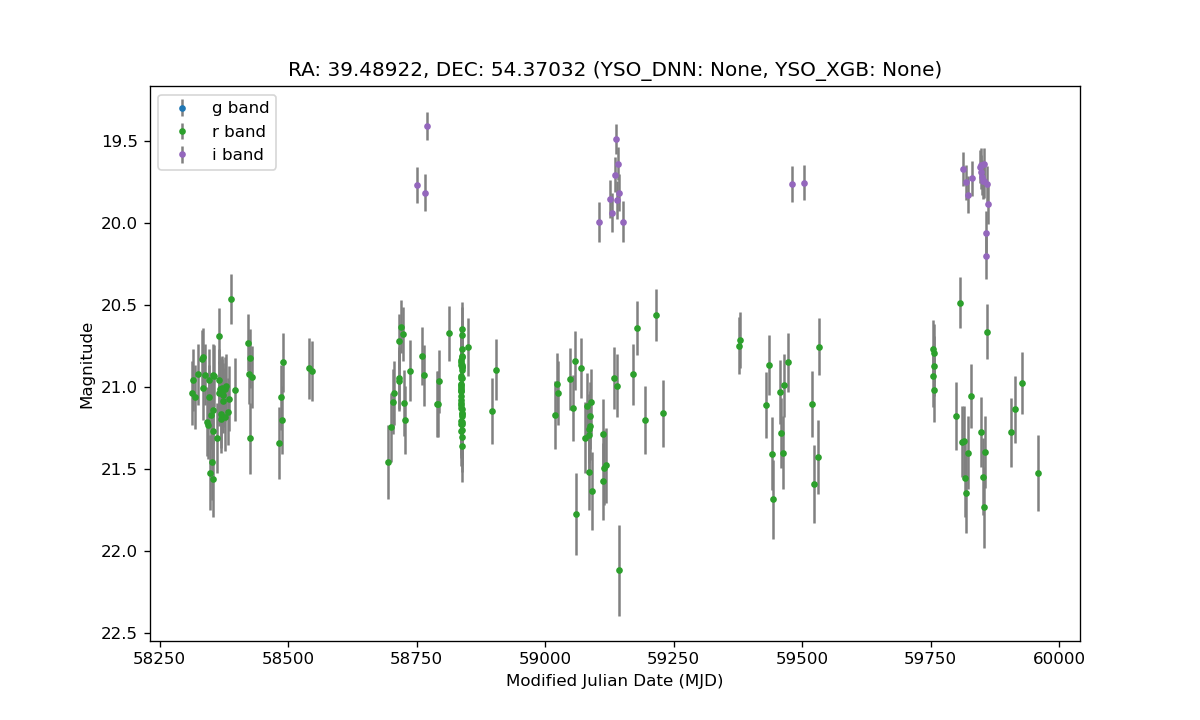 RA: 39.48922, DEC: 54.37032 (YSO_DNN: None, YSO_XGB: None)
g band
r band
i band
19.5
20.0
20.5
21.0
21.5
22.0
22.5
Magnitude
58250 58500 58750 59000 59250 59500 59750 60000
Modified Julian Date (MJD)